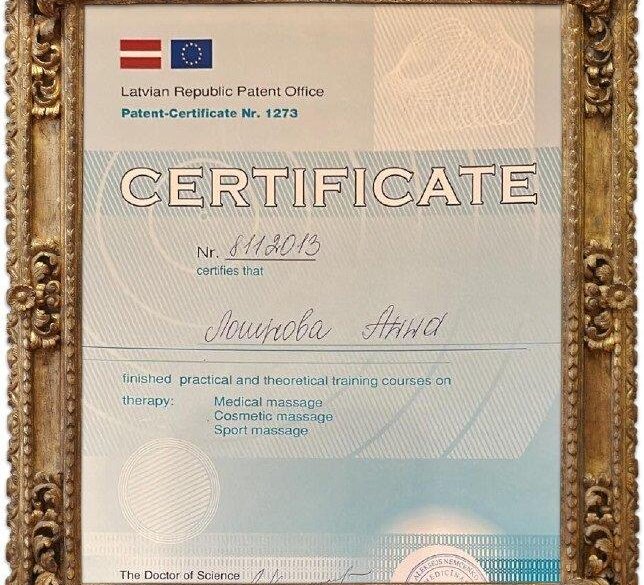 Latvian Republic Patent Office
Patent-Certificate Nr. 1273
CERTIFICATE
Nr. 8112013
certifies that
Анна
finished practical and theoretical training courses on
therapy: Medical massage
Cosmetic massage
Sport massage
The Doctor of Science